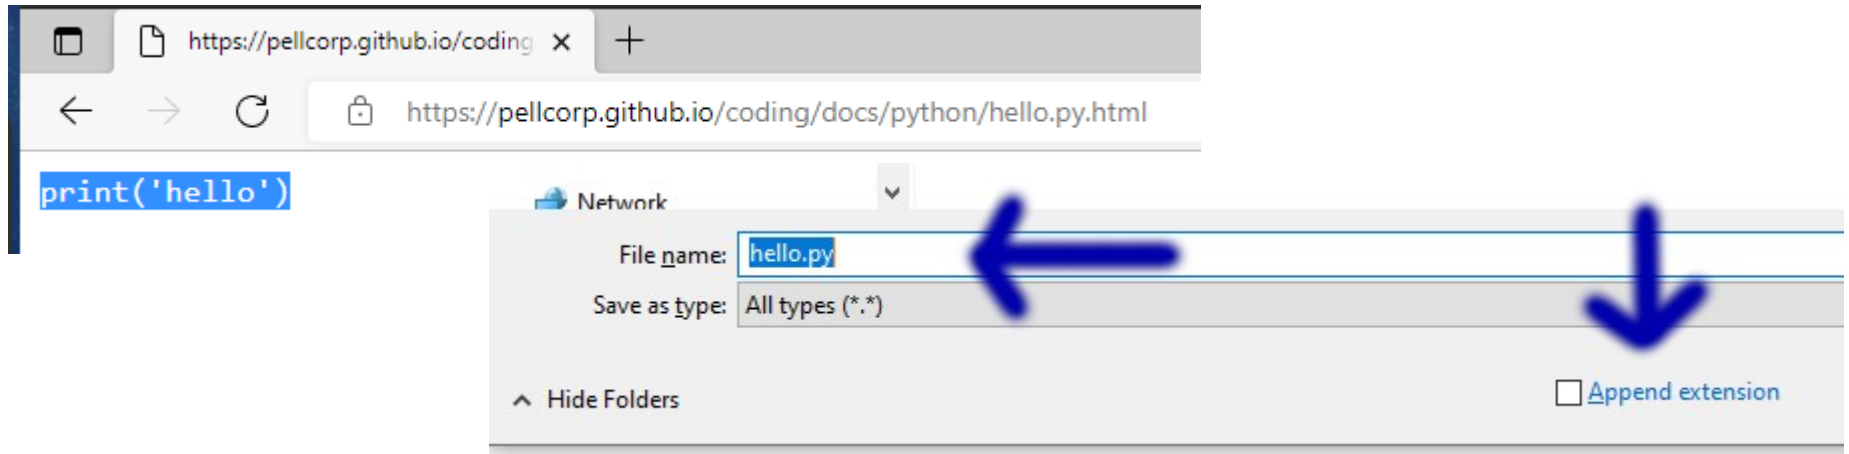 https://pellcorp.github.io/coding
https://pellcorp.github.io/coding/docs/python/hello.py.html
print('hello')
Network
File name: hello.py
Save as type: All types (*.*)
Hide Folders
Append extension